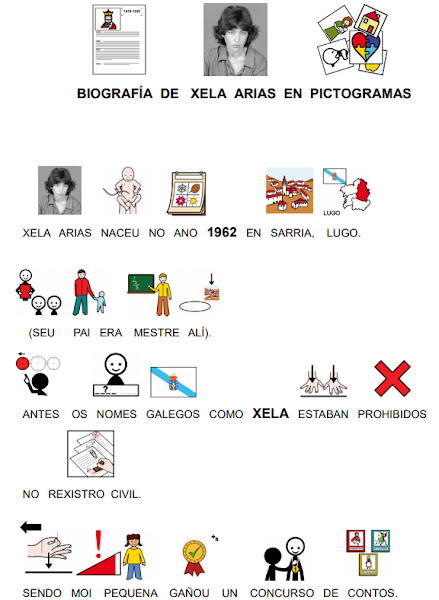 1475-1535
BIOGRAFÍA DE XELA ARIAS EN PICTOGRAMAS
LUGO
XELA ARIAS NACEU NO ANO 1962 EN SARRIA, LUGO.
(SEU PAI ERA MESTRE ALÍ).
ANTES OS NOMES GALEGOS COMO XELA ESTABAN PROHIBIDOS
NO REXISTRO CIVIL.
SENDO MOI PEQUENA GAÑOU UN CONCURSO DE CONTOS.